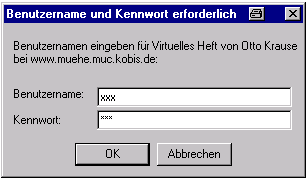 Benutzername und Kennwort erforderlich
Benutzernamen eingeben für Virtuelles Heft von Otto Krause
bei www.muehe.muc.kobis.de:
Benutzername: xxx
Kennwort: ***
OK Abbrechen